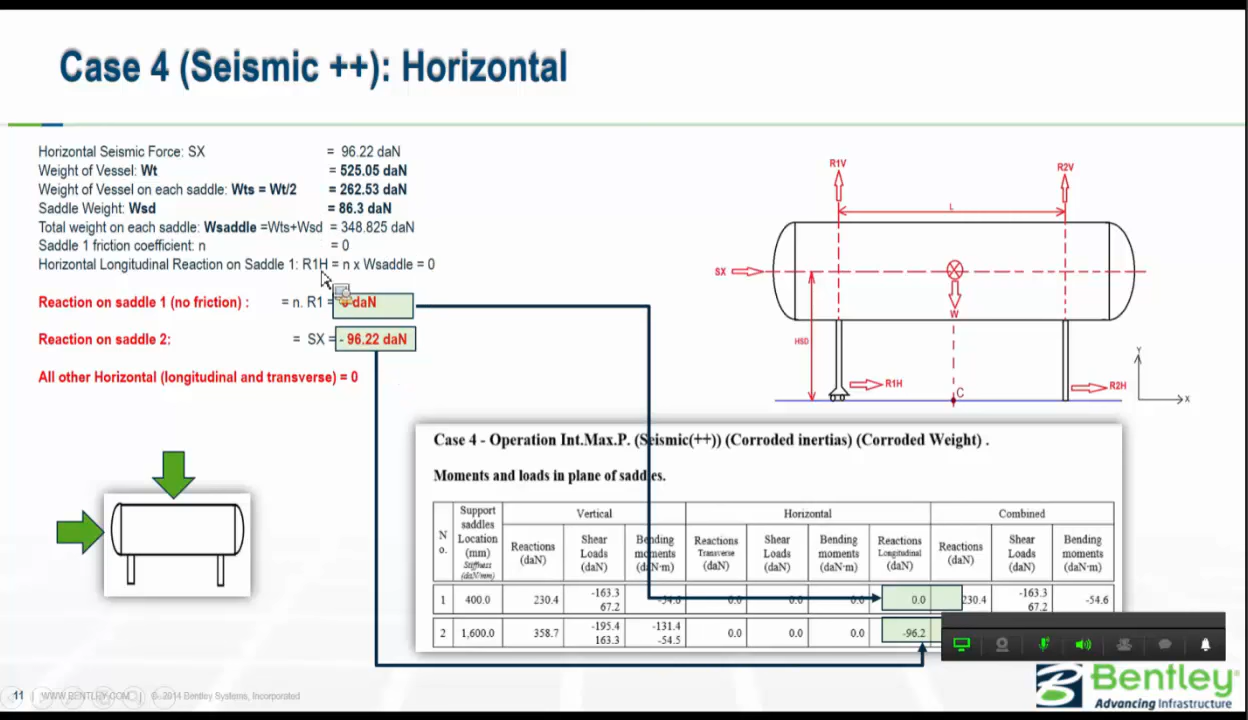 Case 4 (Seismic ++): Horizontal
Horizontal Seismic Force: SX = 96.22 daN
Weight of Vessel: Wt = 525.05 daN
Weight of Vessel on each saddle: Wts = Wt/2 = 262.53 daN
Saddle Weight: Wsd = 86.3 daN
Total weight on each saddle: Wsaddle =Wts+Wsd = 348.825 daN
Saddle 1 friction coefficient: n = 0
Horizontal Longitudinal Reaction on Saddle 1: R1H = n x Wsaddle = 0
Reaction on saddle 1 (no friction) : = n. R1 = daN
Reaction on saddle 2: = SX = - 96.22 daN
All other Horizontal (longitudinal and transverse) = 0
R1V
R2V
L
SX
W
HSD
R1H
C
R2H
Y
X
Case 4 - Operation Int.Max.P. (Seismic(++)) (Corroded inertias) (Corroded Weight) .
Moments and loads in plane of saddles.
N o. Support saddles Location (mm) Stiffness (daN/mm) Vertical Horizontal Combined
Reactions (daN) Shear Loads (daN) Bending moments (daN·m) Reactions Transverse (daN) Shear Loads (daN) Bending moments (daN·m) Reactions Longitudinal (daN) Reactions (daN) Shear Loads (daN) Bending moments (daN·m)
1 400.0 230.4 -163.3 67.2 -54.6 0.0 0.0 0.0 0.0 230.4 -163.3 67.2 -54.6
2 1,600.0 358.7 -195.4 163.3 -131.4 -54.5 0.0 0.0 0.0 -96.2
11 WWW.BENTLEY.COM © 2014 Bentley Systems, Incorporated
Bentley®
Advancing Infrastructure